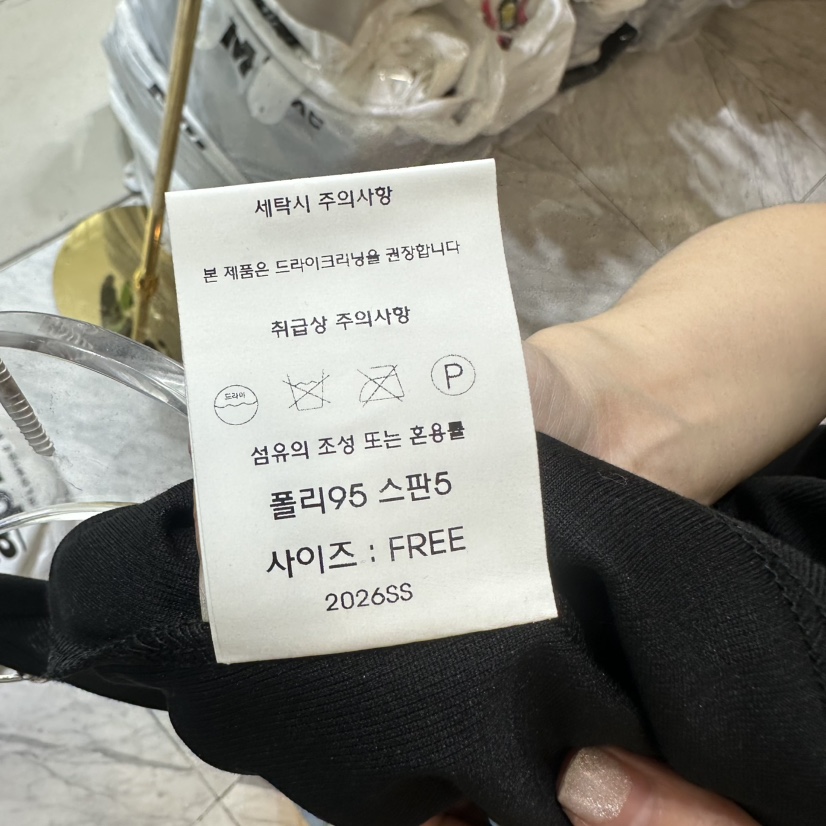 세탁시 주의사항
본 제품은 드라이크리닝을 권장합니다
취급상 주의사항
드라이
P
섬유의 조성 또는 혼용률
폴리95 스판5
사이즈 : FREE
2026SS